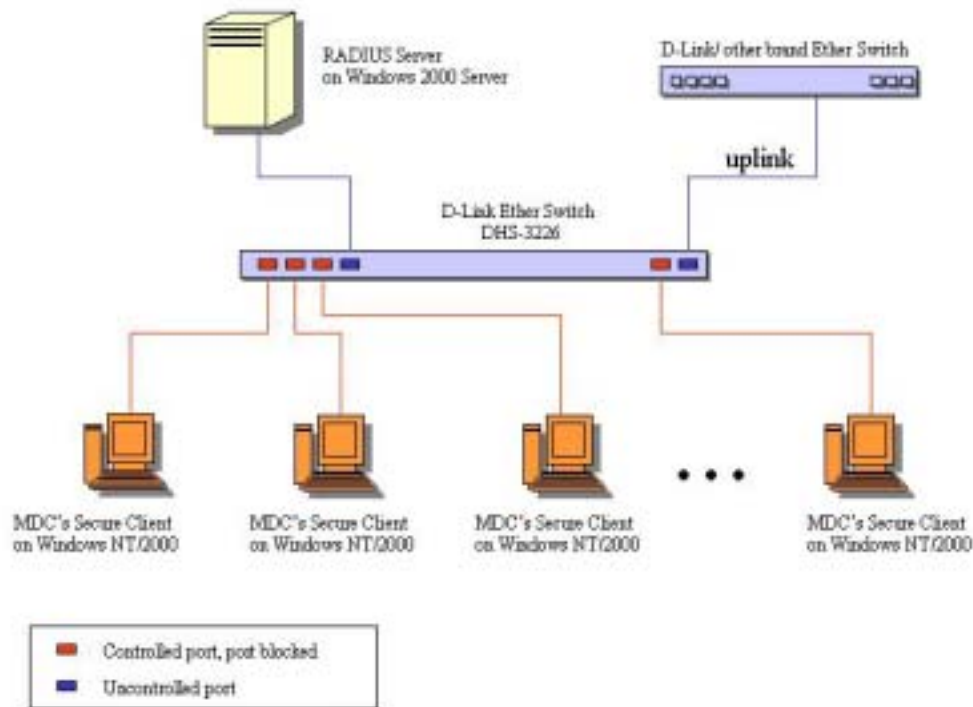 RADIUS Server
on Windows 2000 Server
D-Link/ other brand Ether Switch
uplink
D-Link Ether Switch
DHS-3226
MDC's Secure Client
on Windows NT/2000
MDC's Secure Client
on Windows NT/2000
MDC's Secure Client
on Windows NT/2000
MDC's Secure Client
on Windows NT/2000
Controlled port, port blocked
Uncontrolled port